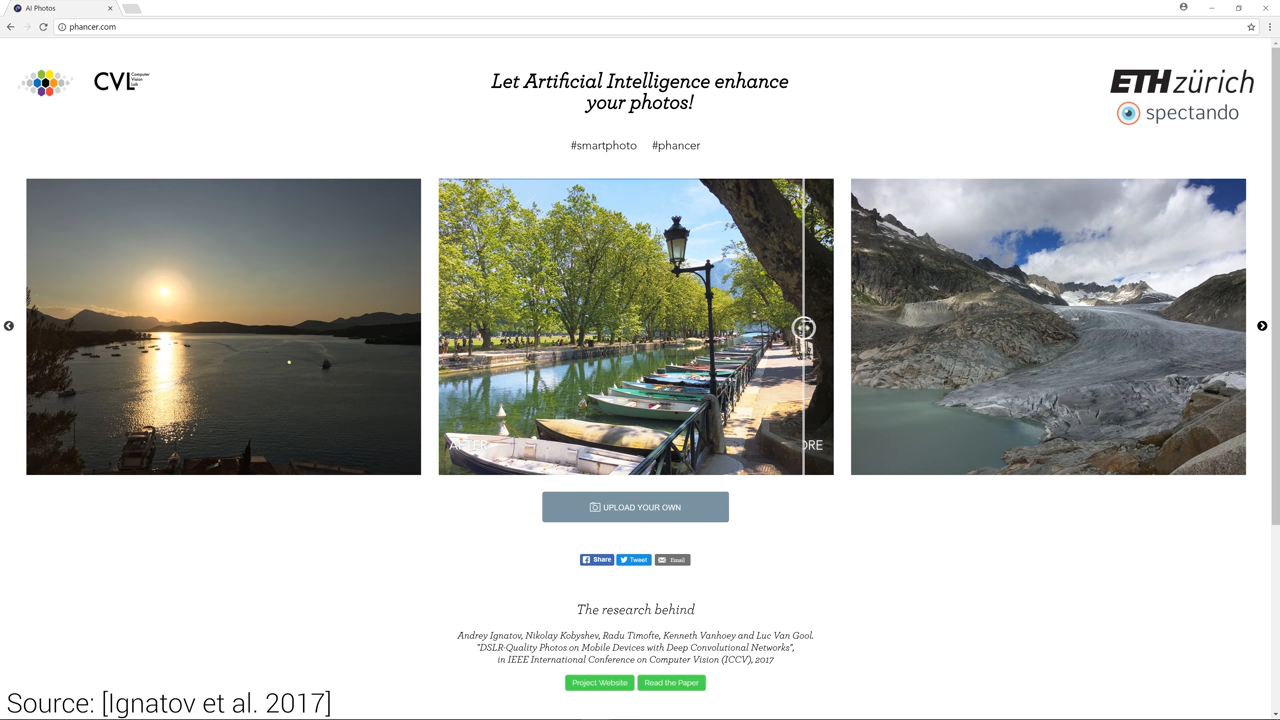 AI Photos
phancer.com
CVL Computer
Vision
Lab
Let Artificial Intelligence enhance
your photos!
ETH zürich
spectando
#smartphoto #phancer
AFTER
ORE
UPLOAD YOUR OWN
Share Tweet Email
The research behind
Andrey Ignatov, Nikolay Kobyshev, Radu Timofte, Kenneth Vanhoey and Luc Van Gool.
"DSLR-Quality Photos on Mobile Devices with Deep Convolutional Networks",
in IEEE International Conference on Computer Vision (ICCV), 2017
Project Website Read the Paper
Source: [Ignatov et al. 2017]